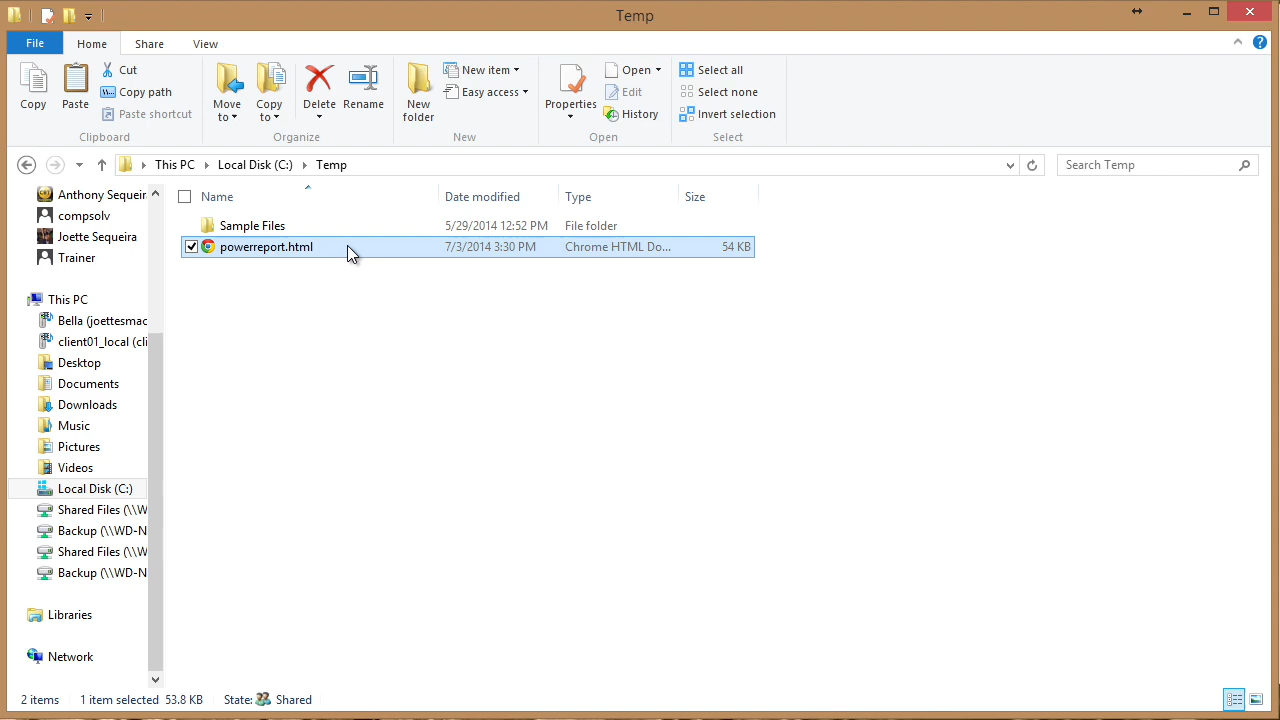 Temp
File Home Share View
Copy Paste Cut Copy path Paste shortcut
Clipboard
Move to Copy to Delete Rename
Organize
New folder New item Easy access
New
Properties Open Edit History
Open
Select all Select none Invert selection
Select
This PC Local Disk (C:) Temp
Search Temp
Name Date modified Type Size
Sample Files 5/29/2014 12:52 PM File folder
powerreport.html 7/3/2014 3:30 PM Chrome HTML Do... 54 KB
Anthony Sequeir
compsolv
Joette Sequeira
Trainer
This PC
Bella (joettesmac
client01_local (cli
Desktop
Documents
Downloads
Music
Pictures
Videos
Local Disk (C:)
Shared Files (\\W
Backup (\\WD-N
Shared Files (\\W
Backup (\\WD-N
Libraries
Network
2 items 1 item selected 53.8 KB State: Shared